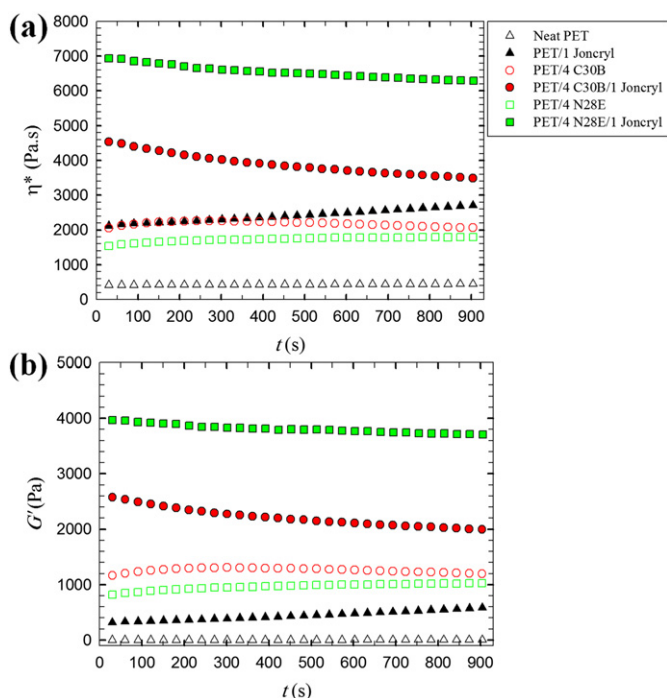 (a)
8000
7000
6000
5000
4000
3000
2000
1000
0
η* (Pa.s)
0 100 200 300 400 500 600 700 800 900
t (s)
Neat PET
PET/1 Joncryl
PET/4 C30B
PET/4 C30B/1 Joncryl
PET/4 N28E
PET/4 N28E/1 Joncryl
(b)
5000
4000
3000
2000
1000
0
G'(Pa)
0 100 200 300 400 500 600 700 800 900
t (s)